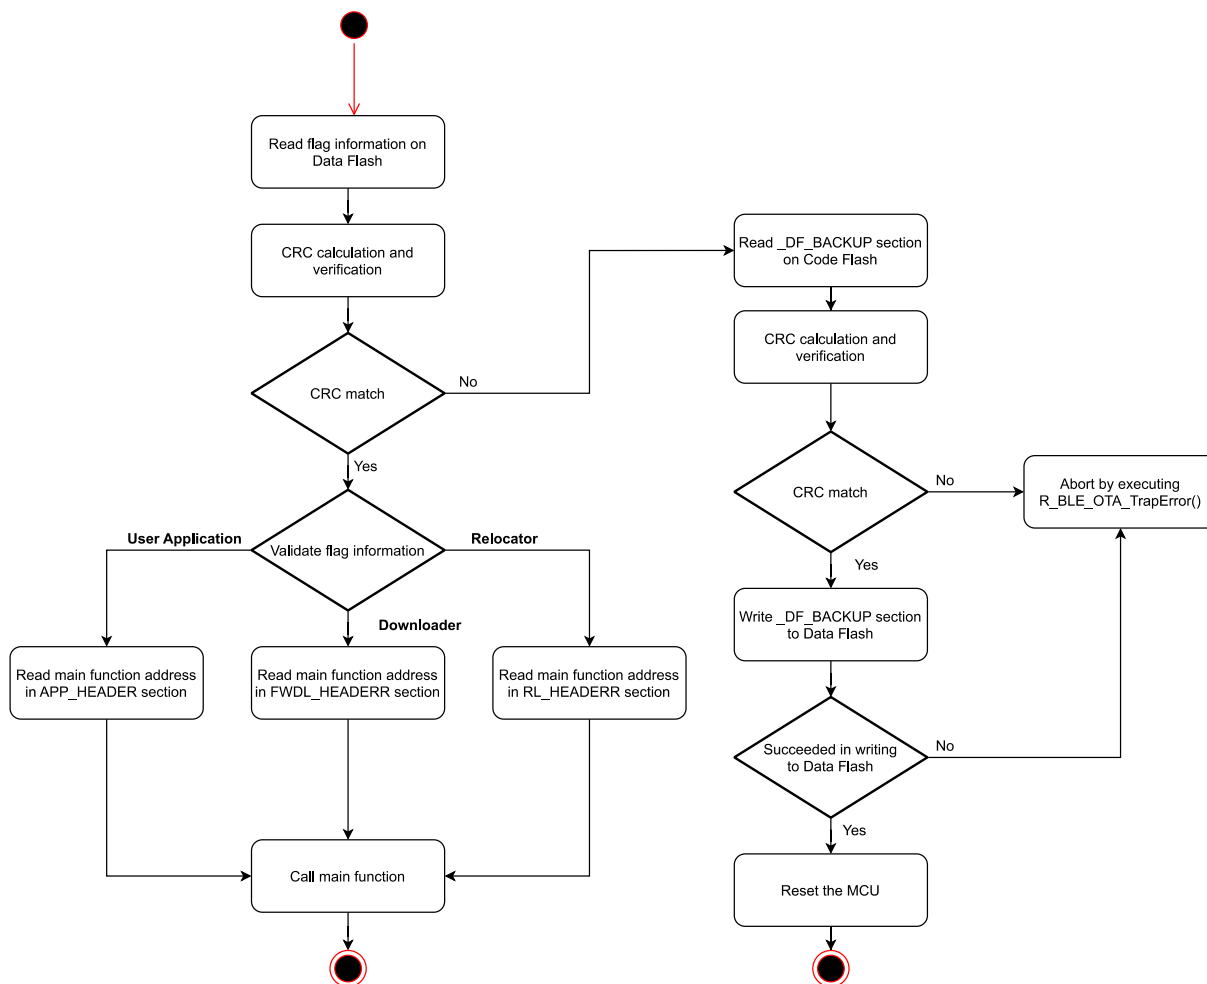 Read flag information on
Data Flash
CRC calculation and
verification
CRC match
No
Yes
Validate flag information
User Application
Relocator
Downloader
Read main function address
in APP_HEADER section
Read main function address
in FWDL_HEADERR section
Read main function address
in RL_HEADERR section
Call main function
Read _DF_BACKUP section
on Code Flash
CRC calculation and
verification
CRC match
No
Abort by executing
R_BLE_OTA_TrapError()
Yes
Write _DF_BACKUP section
to Data Flash
Succeeded in writing
to Data Flash
No
Yes
Reset the MCU